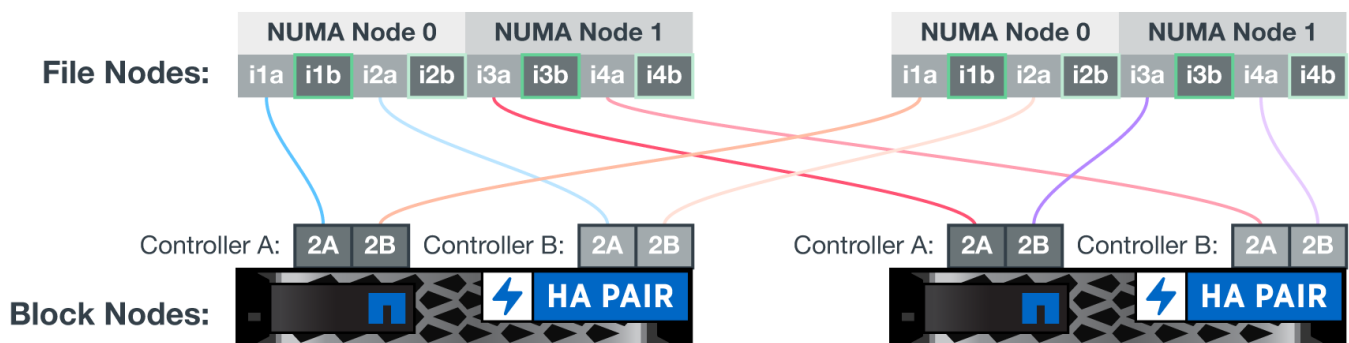 NUMA Node 0 NUMA Node 1 NUMA Node 0 NUMA Node 1
File Nodes: i1a i1b i2a i2b i3a i3b i4a i4b i1a i1b i2a i2b i3a i3b i4a i4b
Controller A: 2A 2B Controller B: 2A 2B Controller A: 2A 2B Controller B: 2A 2B
Block Nodes: HA PAIR HA PAIR